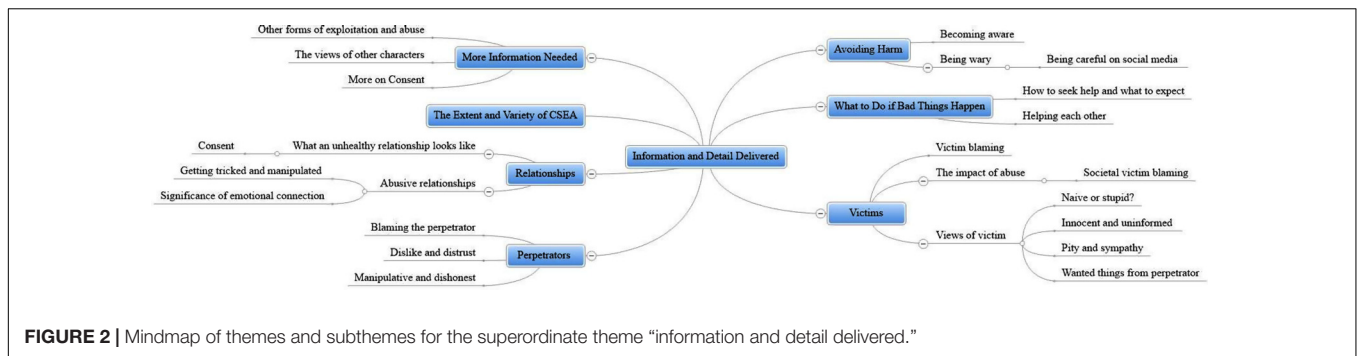 Other forms of exploitation and abuse
The views of other characters
More on Consent
More Information Needed
The Extent and Variety of CSEA
Consent
What an unhealthy relationship looks like
Getting tricked and manipulated
Significance of emotional connection
Abusive relationships
Relationships
Blaming the perpetrator
Dislike and distrust
Manipulative and dishonest
Perpetrators
Information and Detail Delivered
Avoiding Harm
Becoming aware
Being wary
Being careful on social media
What to Do if Bad Things Happen
How to seek help and what to expect
Helping each other
Victims
Victim blaming
The impact of abuse
Societal victim blaming
Views of victim
Naive or stupid?
Innocent and uninformed
Pity and sympathy
Wanted things from perpetrator
FIGURE 2 | Mindmap of themes and subthemes for the superordinate theme “information and detail delivered.”